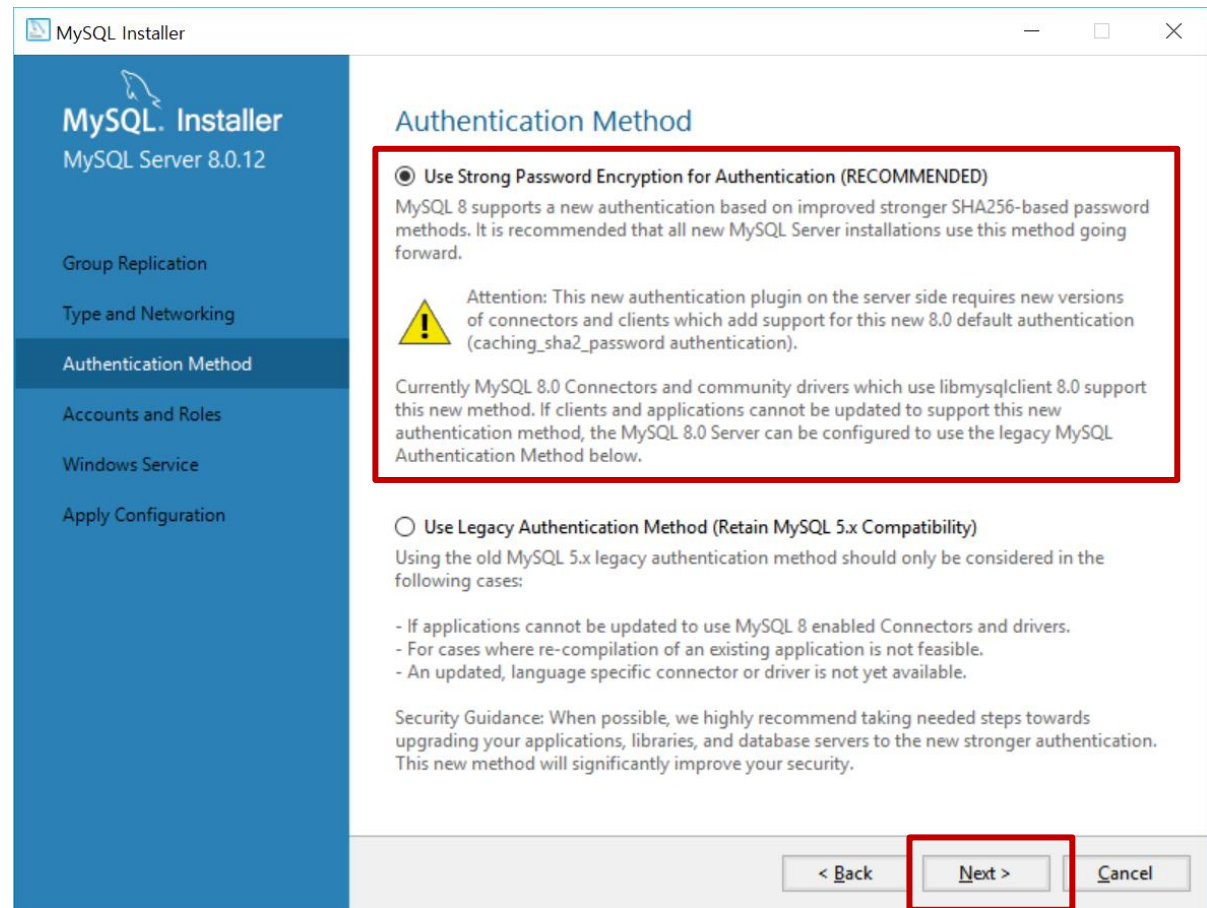 MySQL Installer
MySQL. Installer
MySQL Server 8.0.12
Group Replication
Type and Networking
Authentication Method
Accounts and Roles
Windows Service
Apply Configuration
Authentication Method
Use Strong Password Encryption for Authentication (RECOMMENDED)
MySQL 8 supports a new authentication based on improved stronger SHA256-based password
methods. It is recommended that all new MySQL Server installations use this method going
forward.
Attention: This new authentication plugin on the server side requires new versions
of connectors and clients which add support for this new 8.0 default authentication
(caching_sha2_password authentication).
Currently MySQL 8.0 Connectors and community drivers which use libmysqlclient 8.0 support
this new method. If clients and applications cannot be updated to support this new
authentication method, the MySQL 8.0 Server can be configured to use the legacy MySQL
Authentication Method below.
Use Legacy Authentication Method (Retain MySQL 5.x Compatibility)
Using the old MySQL 5.x legacy authentication method should only be considered in the
following cases:
- If applications cannot be updated to use MySQL 8 enabled Connectors and drivers.
- For cases where re-compilation of an existing application is not feasible.
- An updated, language specific connector or driver is not yet available.
Security Guidance: When possible, we highly recommend taking needed steps towards
upgrading your applications, libraries, and database servers to the new stronger authentication.
This new method will significantly improve your security.
< Back
Next >
Cancel